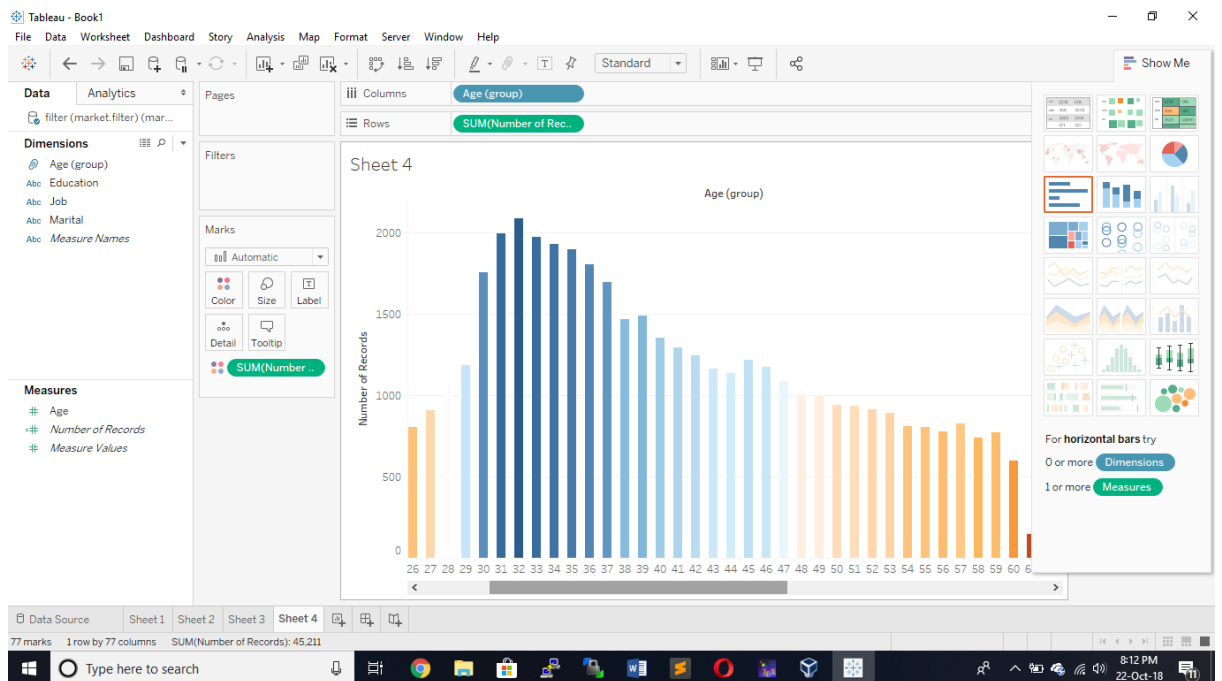 Tableau - Book1
File Data Worksheet Dashboard Story Analysis Map Format Server Window Help
Standard
Show Me
Data Analytics
filter (market.filter) (mar...
Dimensions
Age (group)
Abc Education
Abc Job
Abc Marital
Abc Measure Names
Measures
# Age
# Number of Records
# Measure Values
Pages
Filters
Marks
Automatic
Color Size Label
Detail Tooltip
SUM(Number ..
Columns Age (group)
Rows SUM(Number of Rec..
Sheet 4
Age (group)
Number of Records
2000
1500
1000
500
0
26 27 28 29 30 31 32 33 34 35 36 37 38 39 40 41 42 43 44 45 46 47 48 49 50 51 52 53 54 55 56 57 58 59 60 6
For horizontal bars try
0 or more Dimensions
1 or more Measures
Data Source Sheet 1 Sheet 2 Sheet 3 Sheet 4
77 marks 1 row by 77 columns SUM(Number of Records): 45,211
Type here to search
8:12 PM
22-Oct-18